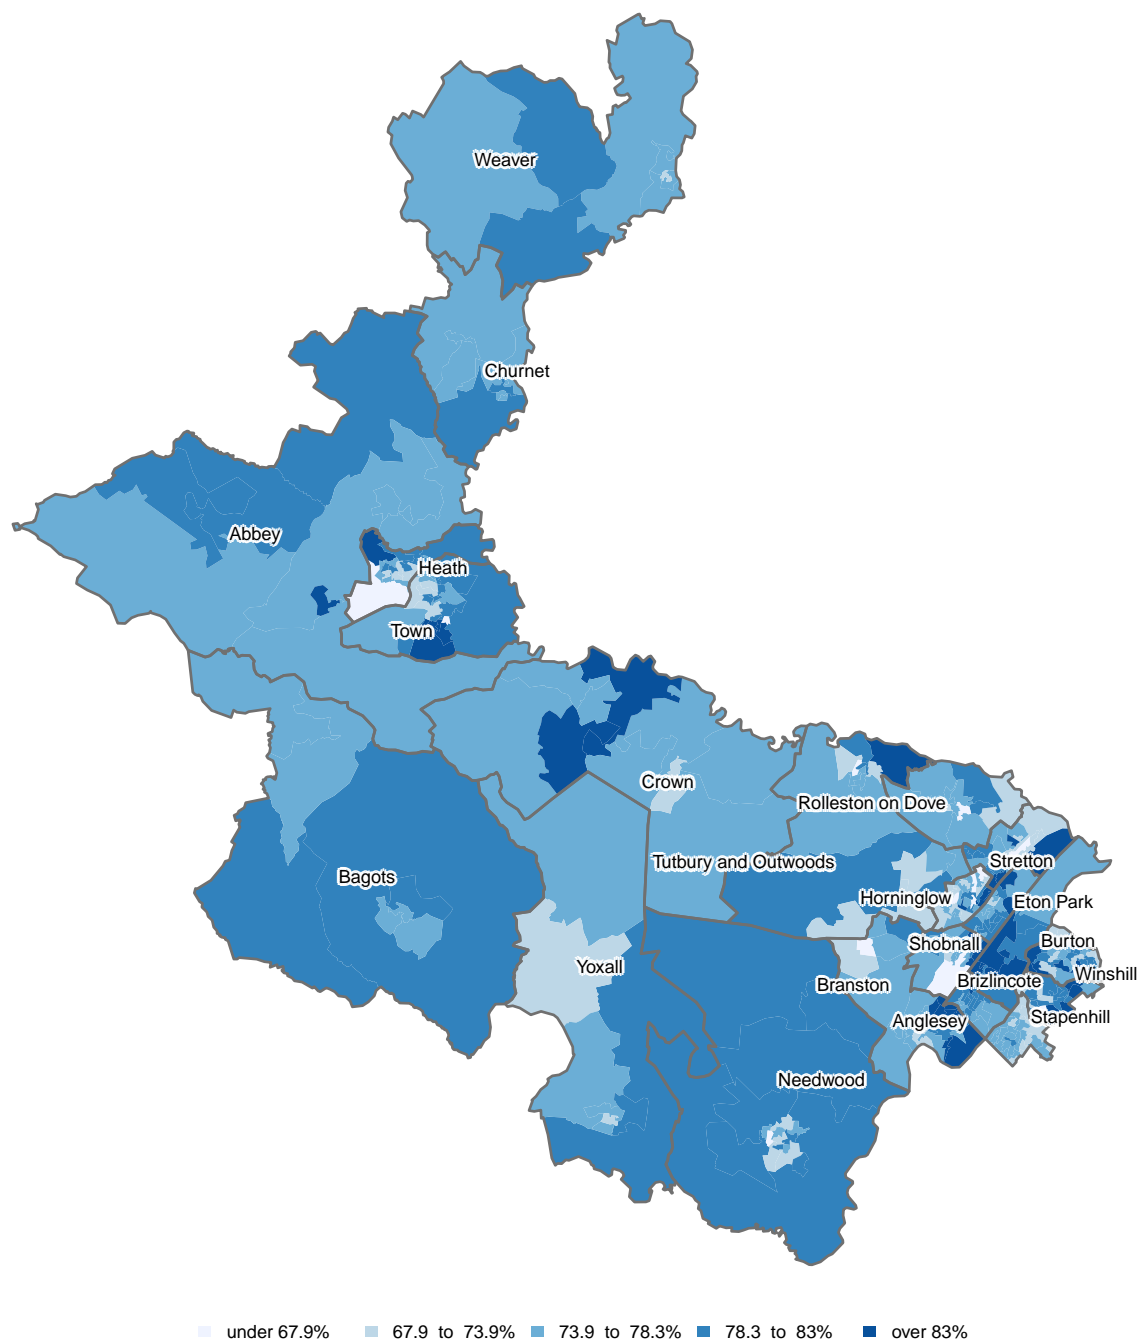 Weaver
Churnet
Abbey
Heath
Town
Crown
Rolleston on Dove
Tutbury and Outwoods
Stretton
Bagots
Horninglow
Eton Park
Shobnall
Burton
Yoxall
Winshill
Branston
Brizlincote
Anglesey
Stapenhill
Needwood
under 67.9%
67.9 to 73.9%
73.9 to 78.3%
78.3 to 83%
over 83%